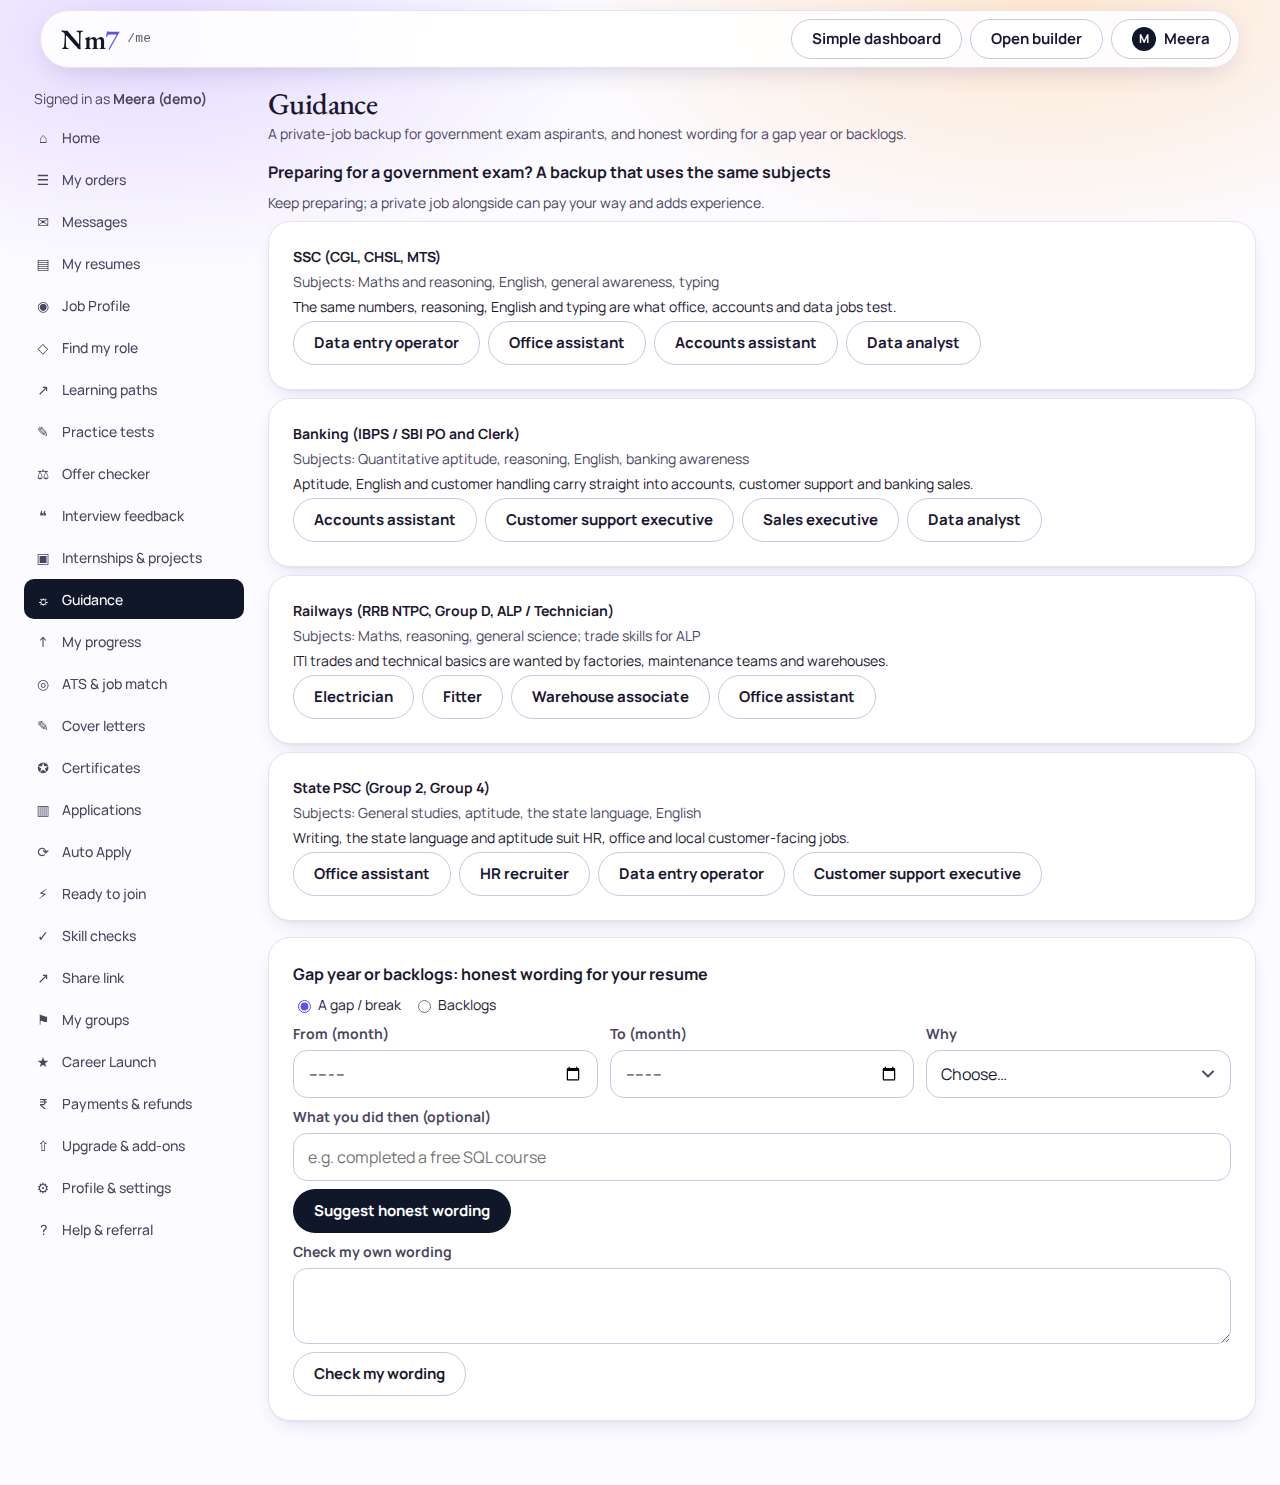 Nm7 /me
Simple dashboard
Open builder
M Meera
Signed in as Meera (demo)
Home
My orders
Messages
My resumes
Job Profile
Find my role
Learning paths
Practice tests
Offer checker
Interview feedback
Internships & projects
Guidance
My progress
ATS & job match
Cover letters
Certificates
Applications
Auto Apply
Ready to join
Skill checks
Share link
My groups
Career Launch
₹ Payments & refunds
Upgrade & add-ons
Profile & settings
? Help & referral
Guidance
A private-job backup for government exam aspirants, and honest wording for a gap year or backlogs.
Preparing for a government exam? A backup that uses the same subjects
Keep preparing; a private job alongside can pay your way and adds experience.
SSC (CGL, CHSL, MTS)
Subjects: Maths and reasoning, English, general awareness, typing
The same numbers, reasoning, English and typing are what office, accounts and data jobs test.
Data entry operator
Office assistant
Accounts assistant
Data analyst
Banking (IBPS / SBI PO and Clerk)
Subjects: Quantitative aptitude, reasoning, English, banking awareness
Aptitude, English and customer handling carry straight into accounts, customer support and banking sales.
Accounts assistant
Customer support executive
Sales executive
Data analyst
Railways (RRB NTPC, Group D, ALP / Technician)
Subjects: Maths, reasoning, general science; trade skills for ALP
ITI trades and technical basics are wanted by factories, maintenance teams and warehouses.
Electrician
Fitter
Warehouse associate
Office assistant
State PSC (Group 2, Group 4)
Subjects: General studies, aptitude, the state language, English
Writing, the state language and aptitude suit HR, office and local customer-facing jobs.
Office assistant
HR recruiter
Data entry operator
Customer support executive
Gap year or backlogs: honest wording for your resume
A gap / break
Backlogs
From (month)
To (month)
Why
----
----
Choose...
What you did then (optional)
e.g. completed a free SQL course
Suggest honest wording
Check my own wording
Check my wording